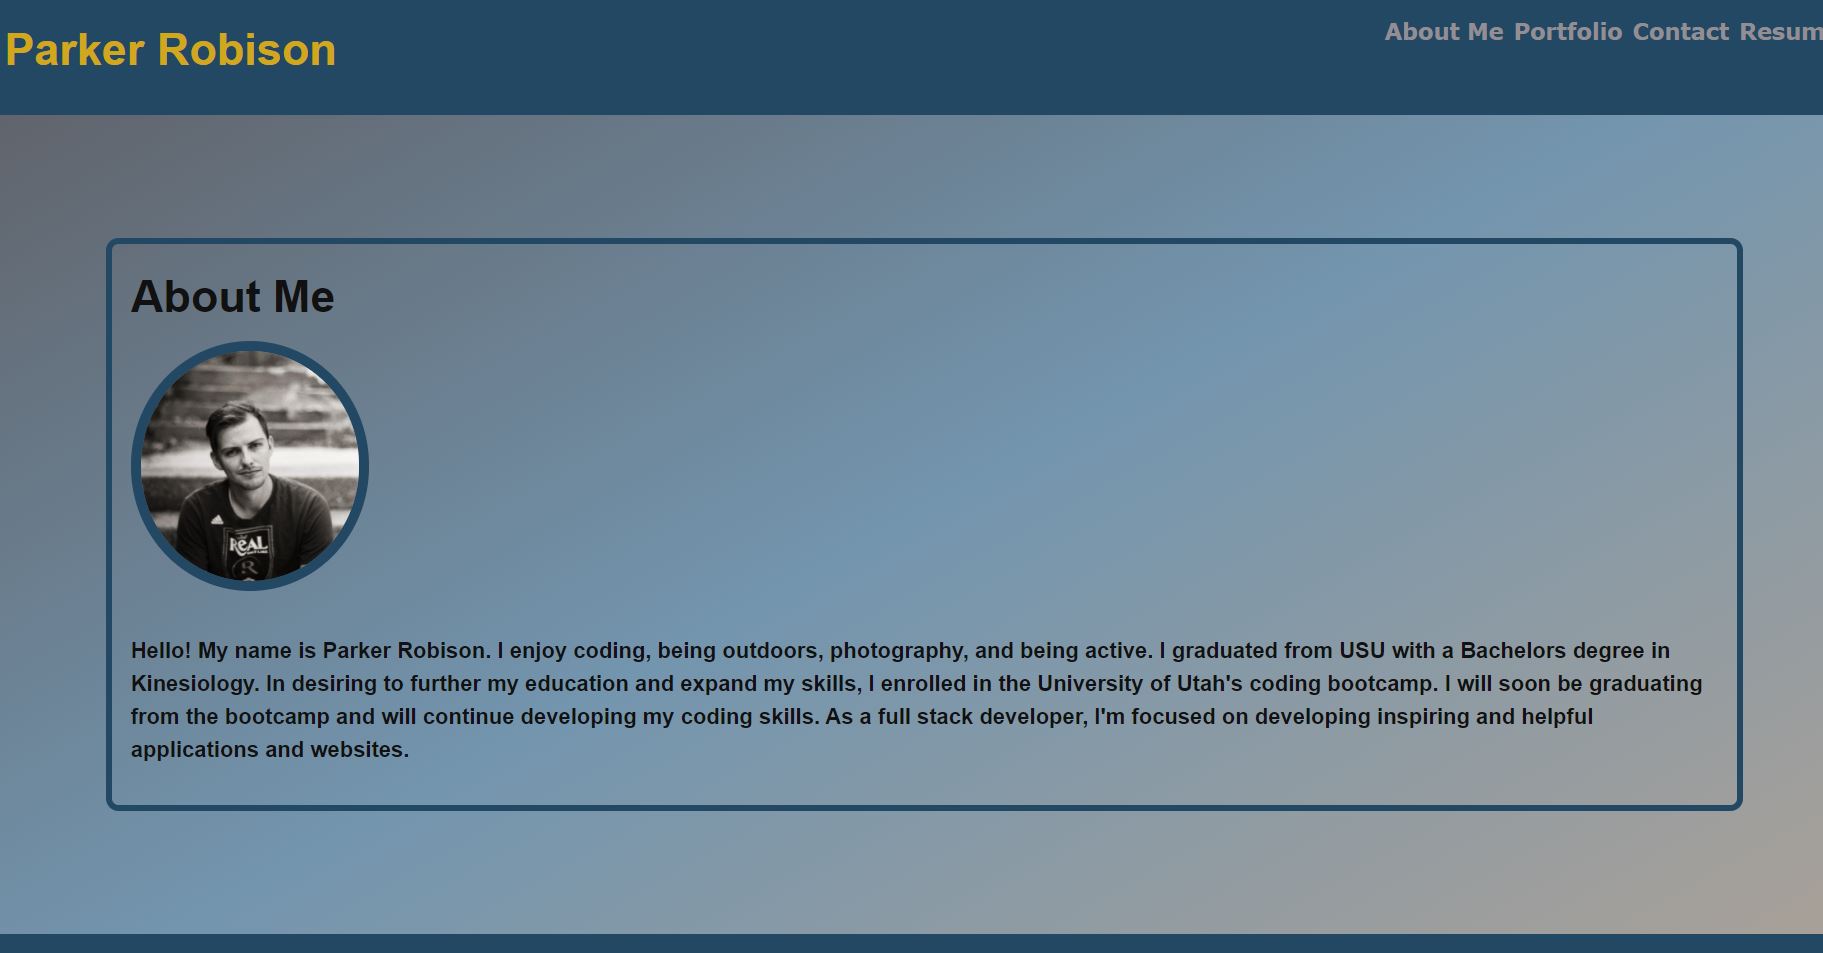 Parker Robison
About Me Portfolio Contact Resum
About Me
REAL
Hello! My name is Parker Robison. I enjoy coding, being outdoors, photography, and being active. I graduated from USU with a Bachelors degree in
Kinesiology. In desiring to further my education and expand my skills, I enrolled in the University of Utah's coding bootcamp. I will soon be graduating
from the bootcamp and will continue developing my coding skills. As a full stack developer, I'm focused on developing inspiring and helpful
applications and websites.